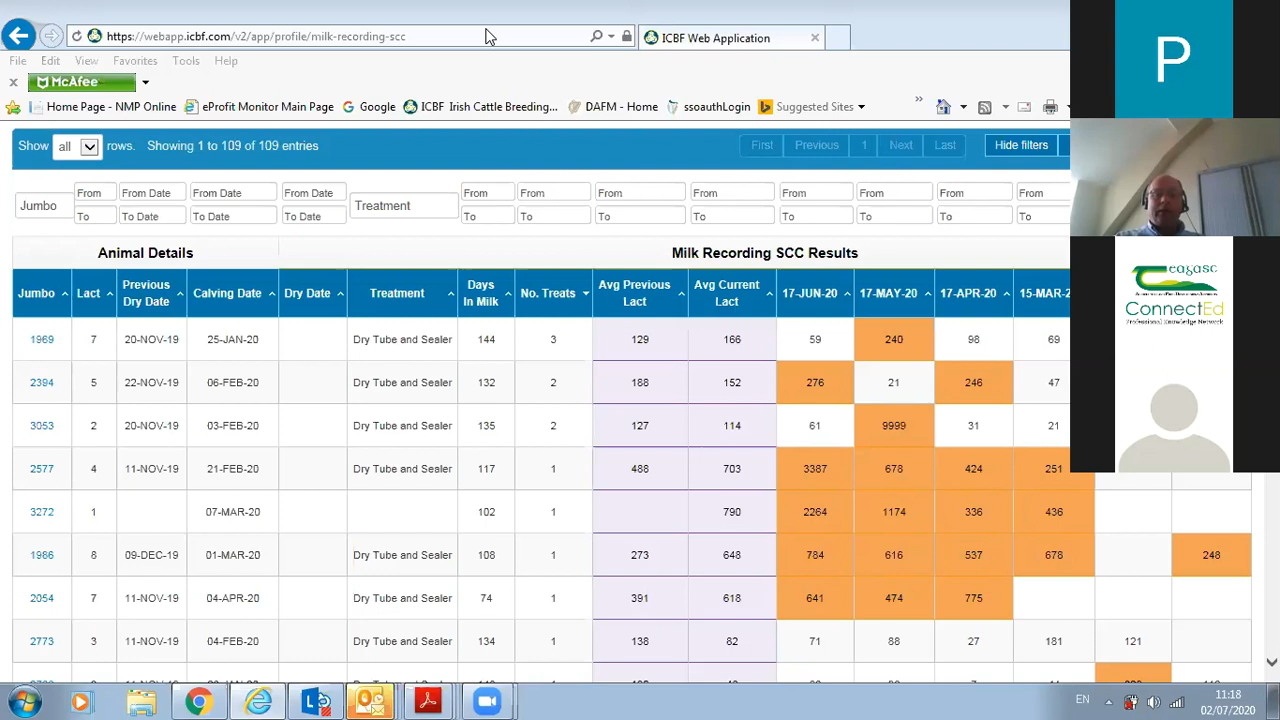 https://webapp.icbf.com/v2/app/profile/milk-recording-scc
ICBF Web Application
File Edit View Favorites Tools Help
McAfee
Home Page - NMP Online eProfit Monitor Main Page Google ICBF Irish Cattle Breeding... DAFM - Home ssoauthLogin Suggested Sites
Show all rows. Showing 1 to 109 of 109 entries First Previous 1 Next Last Hide filters
From From Date From Date From Date From From From From From From From From
Jumbo Treatment
To To Date To Date To Date To To To To To To To To
Animal Details Milk Recording SCC Results
Jumbo Lact Previous Dry Date Calving Date Dry Date Treatment Days In Milk No. Treats Avg Previous Lact Avg Current Lact 17-JUN-20 17-MAY-20 17-APR-20 15-MAR-2
1969 7 20-NOV-19 25-JAN-20 Dry Tube and Sealer 144 3 129 166 59 240 98 69
2394 5 22-NOV-19 06-FEB-20 Dry Tube and Sealer 132 2 188 152 276 21 246 47
3053 2 20-NOV-19 03-FEB-20 Dry Tube and Sealer 135 2 127 114 61 9999 31 21
2577 4 11-NOV-19 21-FEB-20 Dry Tube and Sealer 117 1 488 703 3387 678 424 251
3272 1 07-MAR-20 102 1 790 2264 1174 336 436
1986 8 09-DEC-19 01-MAR-20 Dry Tube and Sealer 108 1 273 648 784 616 537 678 248
2054 7 11-NOV-19 04-APR-20 Dry Tube and Sealer 74 1 391 618 641 474 775
2773 3 11-NOV-19 04-FEB-20 Dry Tube and Sealer 134 1 138 82 71 88 27 181 121
P
eagasc
ConnectEd
Professional Knowledge Network
EN
11:18
02/07/2020